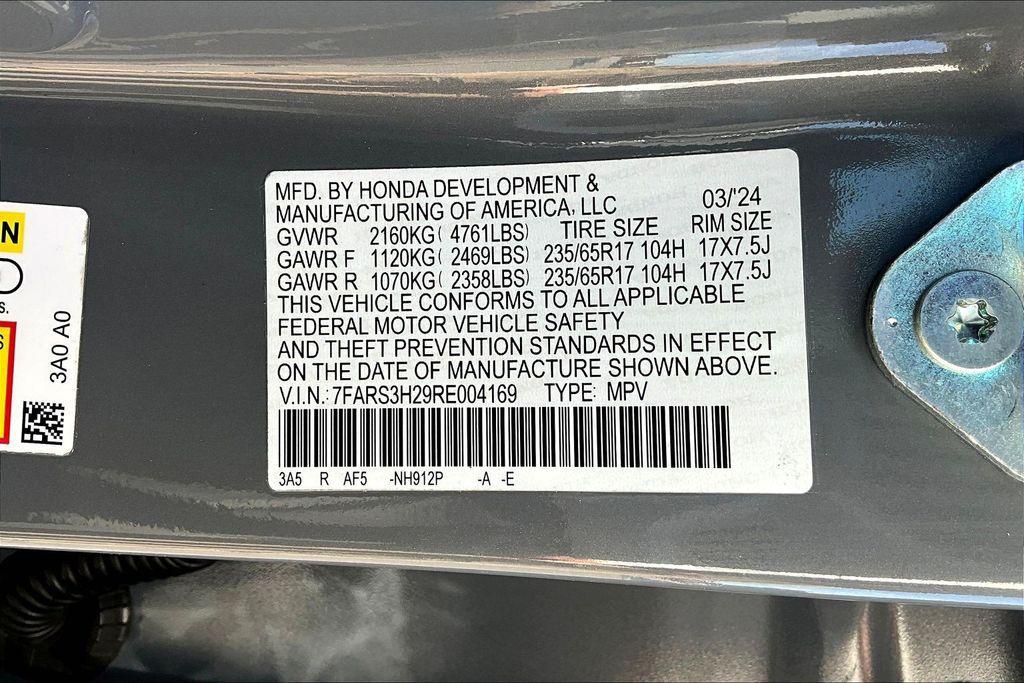 MFD. BY HONDA DEVELOPMENT &
MANUFACTURING OF AMERICA, LLC 03/'24
GVWR 2160KG( 4761LBS) TIRE SIZE RIM SIZE
GAWR F 1120KG( 2469LBS) 235/65R17 104H 17X7.5J
GAWR R 1070KG( 2358LBS) 235/65R17 104H 17X7.5J
THIS VEHICLE CONFORMS TO ALL APPLICABLE
FEDERAL MOTOR VEHICLE SAFETY
AND THEFT PREVENTION STANDARDS IN EFFECT
ON THE DATE OF MANUFACTURE SHOWN ABOVE.
V.I.N.: 7FARS3H29RE004169 TYPE: MPV
3A5 R AF5 -NH912P -A -E
N
S.
S
3A0 A0